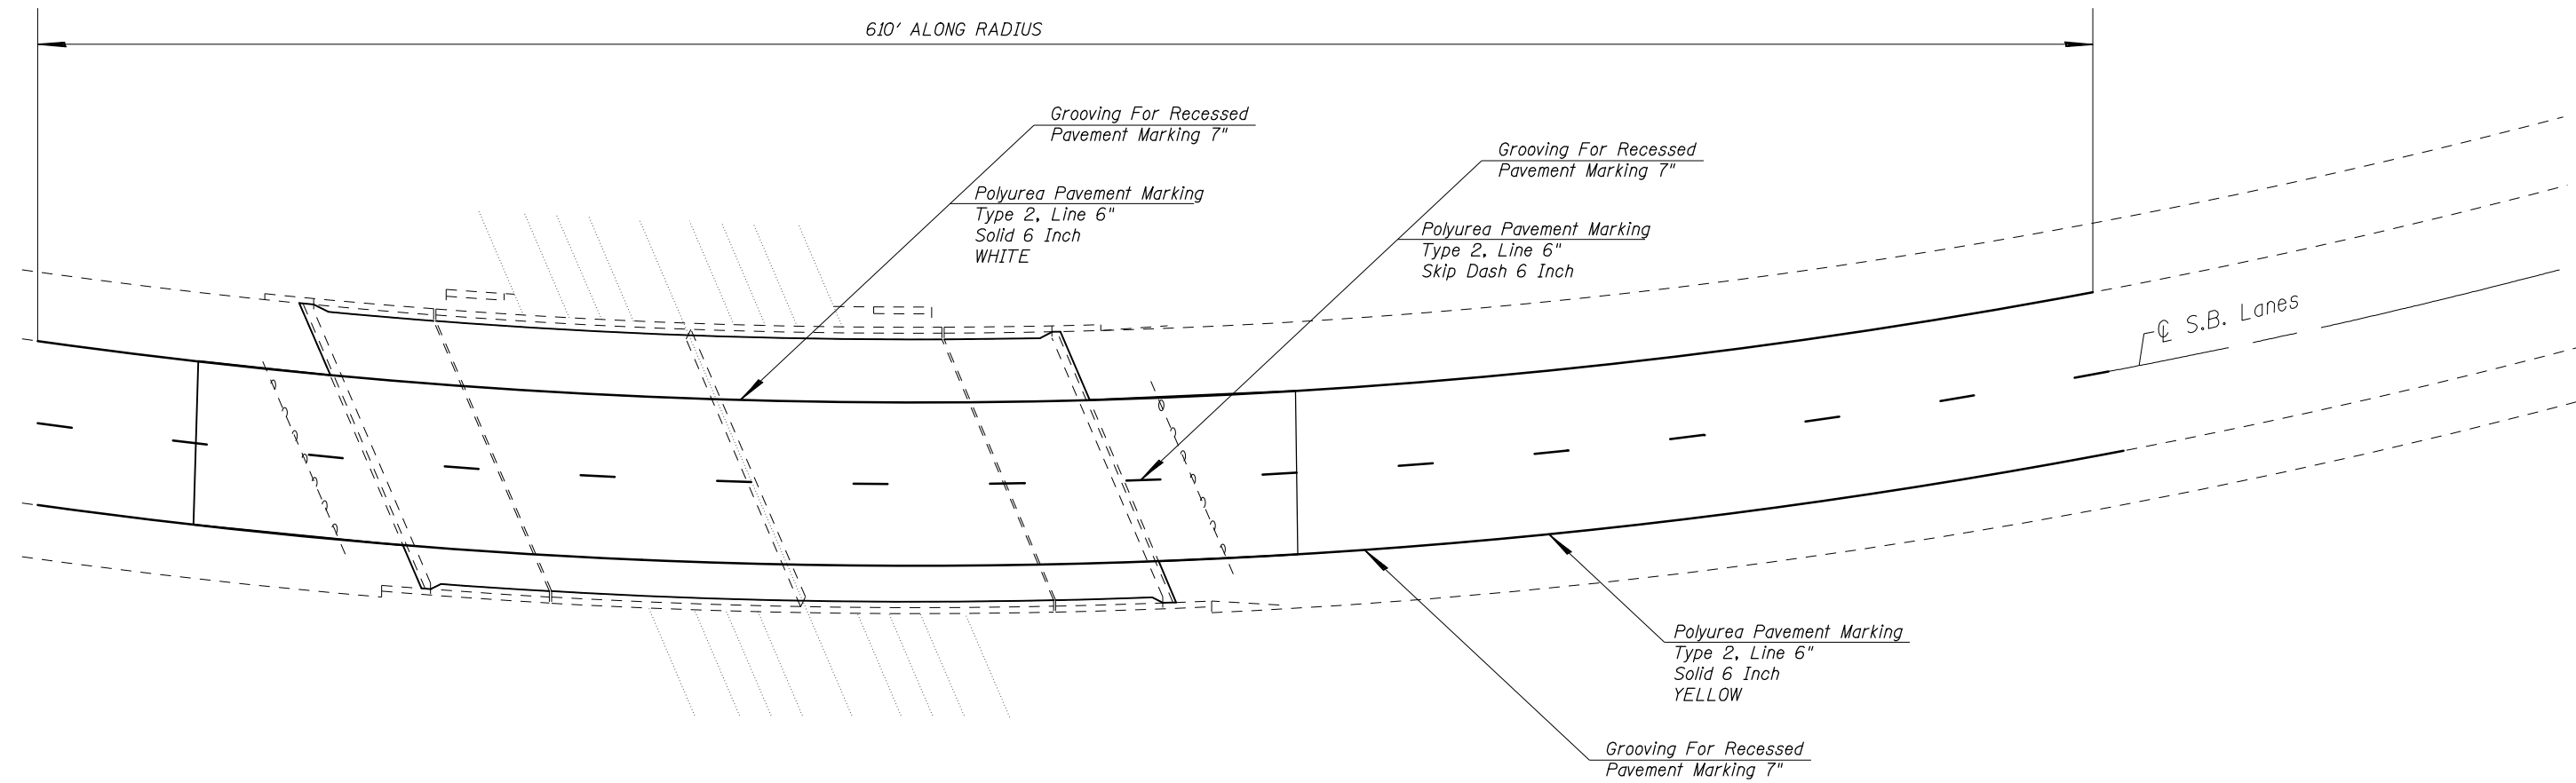 610' ALONG RADIUS
Grooving For Recessed
Pavement Marking 7"
Polyurea Pavement Marking
Type 2, Line 6"
Solid 6 Inch
WHITE
Grooving For Recessed
Pavement Marking 7"
Polyurea Pavement Marking
Type 2, Line 6"
Skip Dash 6 Inch
℄ S.B. Lanes
Polyurea Pavement Marking
Type 2, Line 6"
Solid 6 Inch
YELLOW
Grooving For Recessed
Pavement Marking 7"